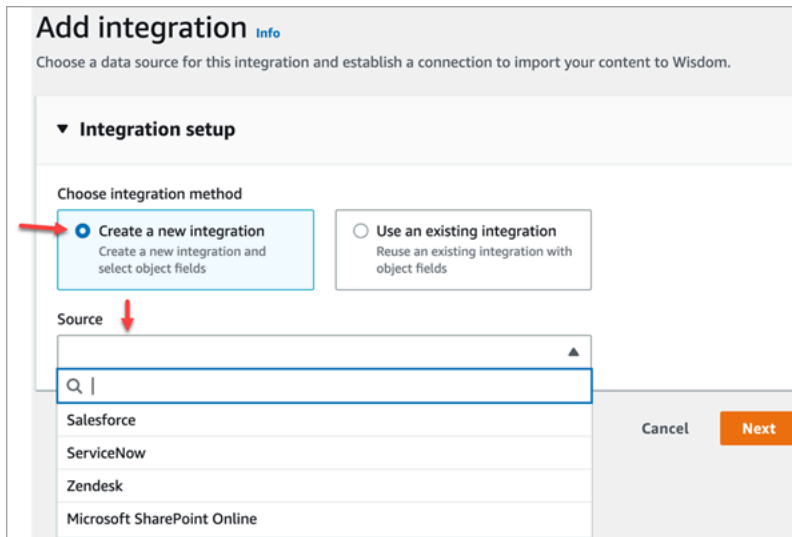 Add integration Info
Choose a data source for this integration and establish a connection to import your content to Wisdom.
Integration setup
Choose integration method
Create a new integration
Create a new integration and
select object fields
Use an existing integration
Reuse an existing integration with
object fields
Source
Salesforce
ServiceNow
Zendesk
Microsoft SharePoint Online
Cancel
Next